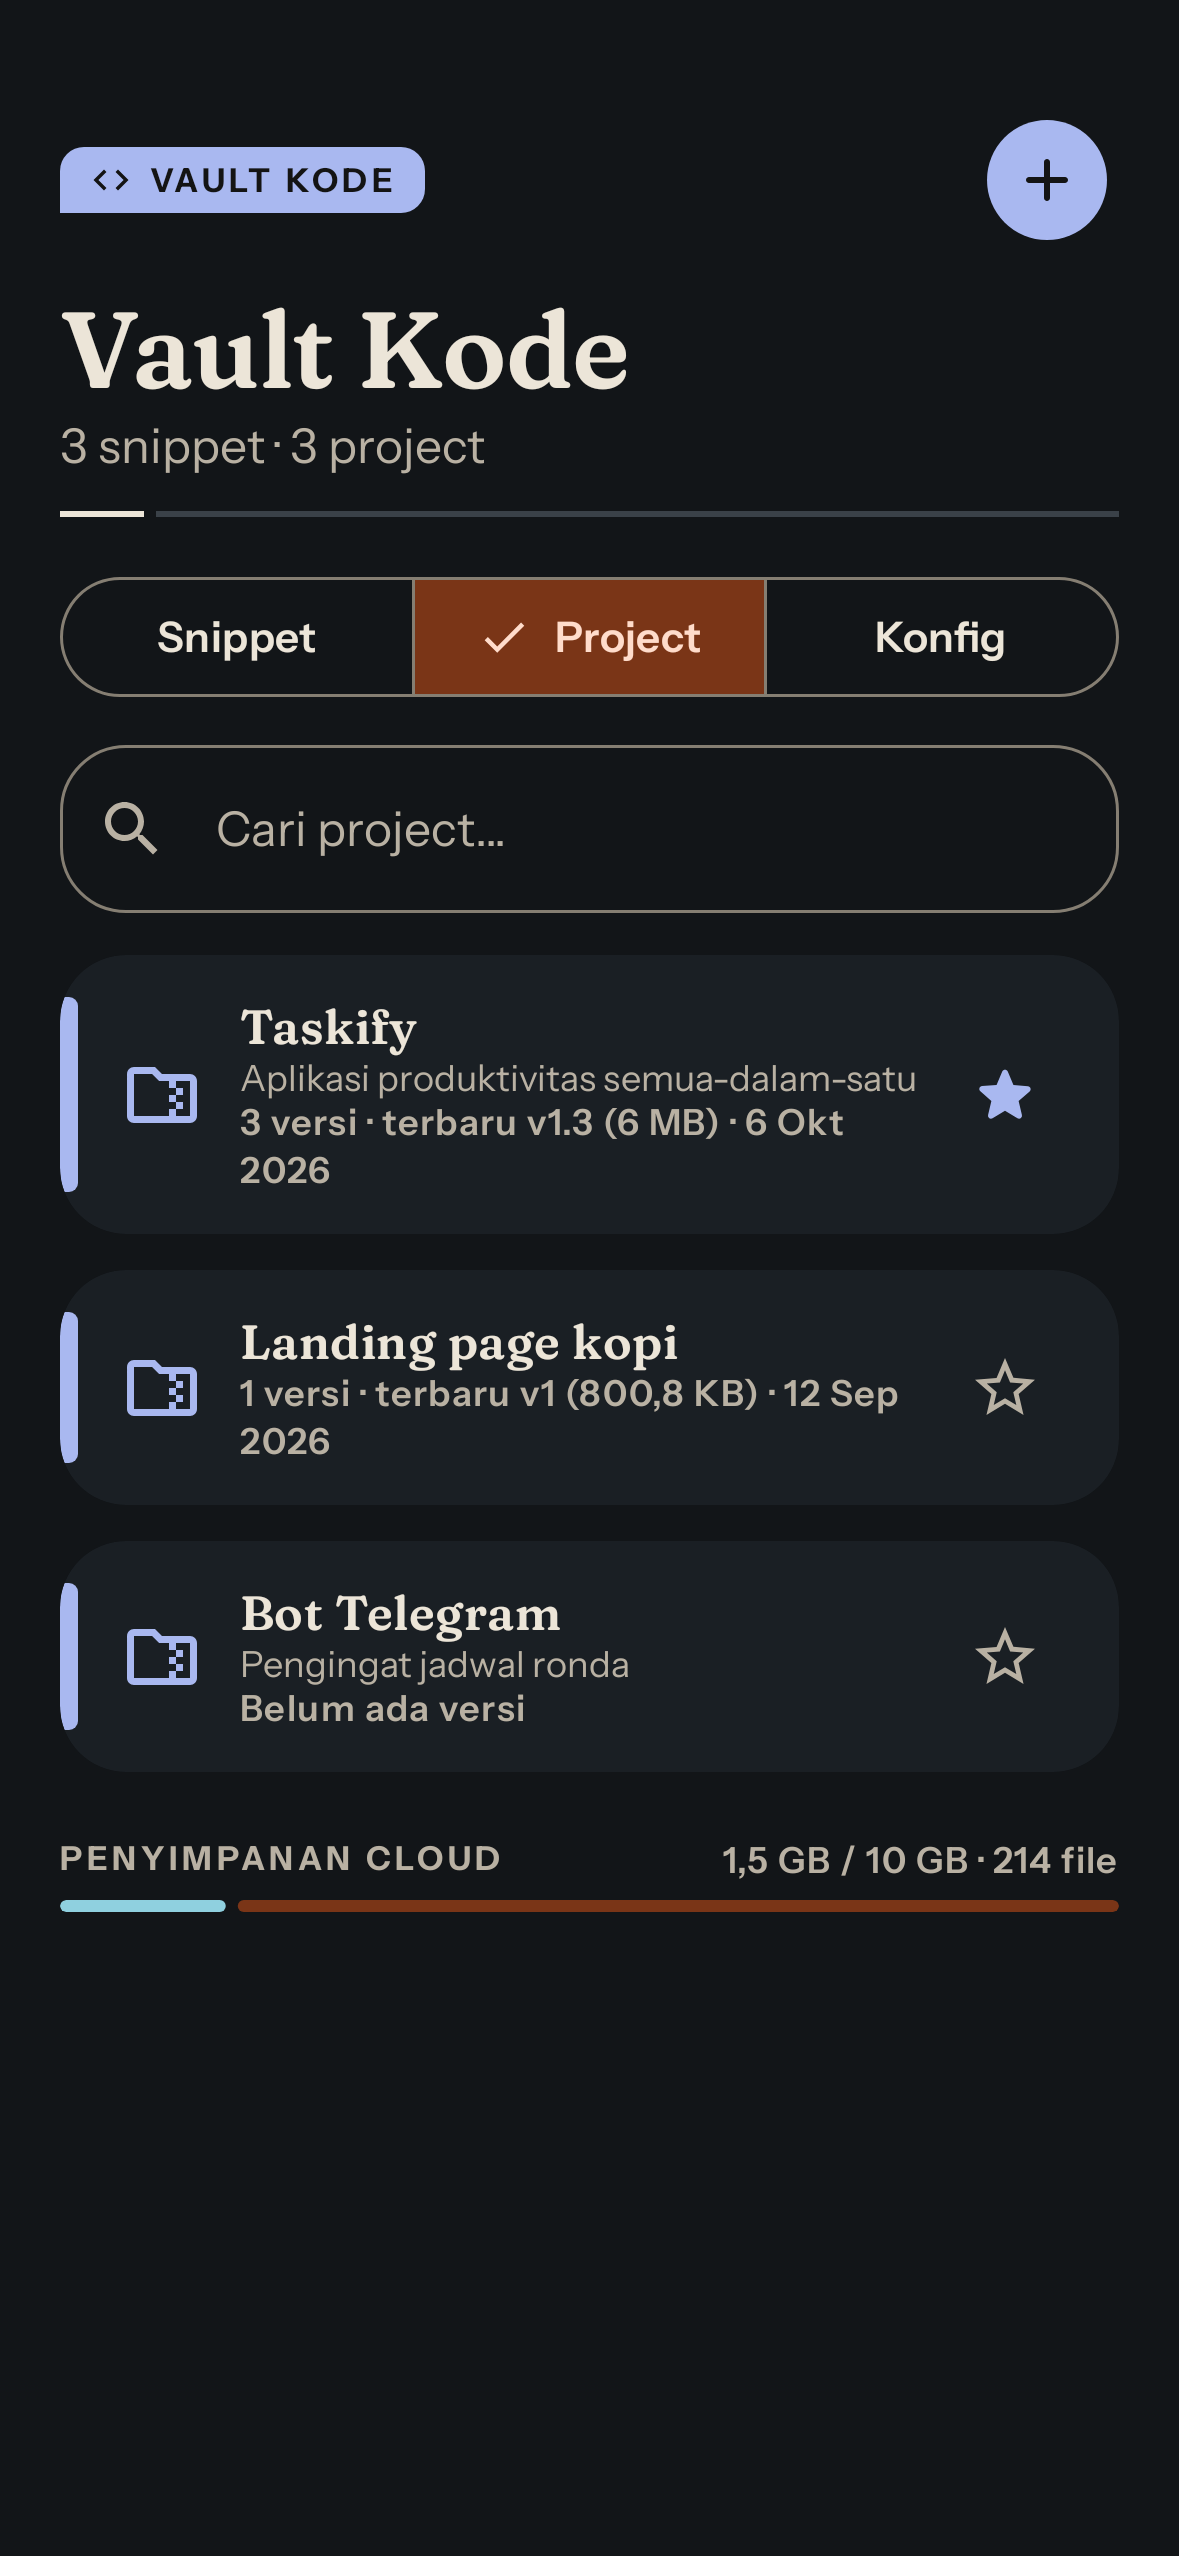 VAULT KODE
Vault Kode
3 snippet · 3 project
Snippet
Project
Konfig
Cari project...
Taskify
Aplikasi produktivitas semua-dalam-satu
3 versi · terbaru v1.3 (6 MB) · 6 Okt
2026
Landing page kopi
1 versi · terbaru v1 (800,8 KB) · 12 Sep
2026
Bot Telegram
Pengingat jadwal ronda
Belum ada versi
PENYIMPANAN CLOUD
1,5 GB / 10 GB · 214 file